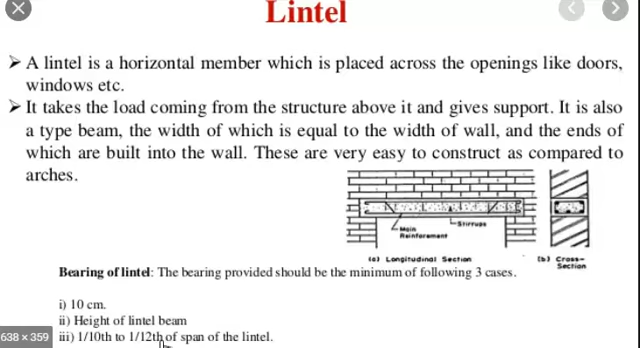 Lintel
➤ A lintel is a horizontal member which is placed across the openings like doors,
windows etc.
➤ It takes the load coming from the structure above it and gives support. It is also
a type beam, the width of which is equal to the width of wall, and the ends of
which are built into the wall. These are very easy to construct as compared to
arches.
Main
Reinforcement
Stirrups
(a) Longitudinal Section
(b) Cross-
Section
Bearing of lintel: The bearing provided should be the minimum of following 3 cases.
i) 10 cm.
ii) Height of lintel beam
iii) 1/10th to 1/12th of span of the lintel.
638 × 359